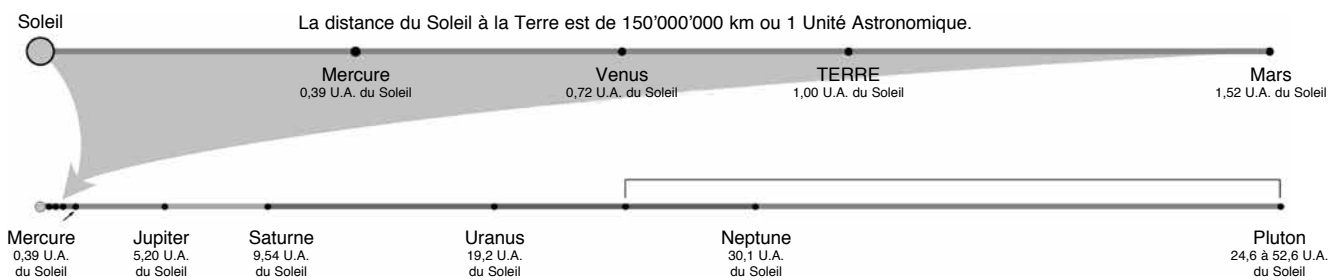 La distance du Soleil à la Terre est de 150'000'000 km ou 1 Unité Astronomique.
Soleil
Mercure
0,39 U.A. du Soleil
Venus
0,72 U.A. du Soleil
TERRE
1,00 U.A. du Soleil
Mars
1,52 U.A. du Soleil
Mercure
0,39 U.A.
du Soleil
Jupiter
5,20 U.A.
du Soleil
Saturne
9,54 U.A.
du Soleil
Uranus
19,2 U.A.
du Soleil
Neptune
30,1 U.A.
du Soleil
Pluton
24,6 à 52,6 U.A.
du Soleil